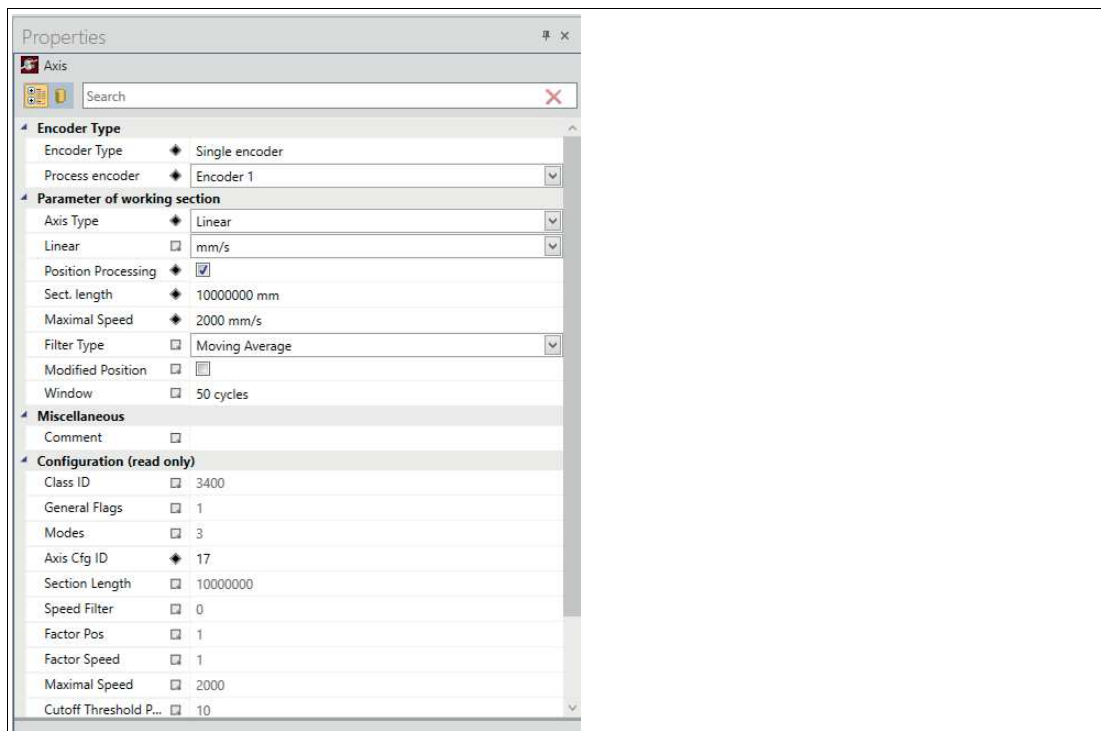 Properties
Axis
Search
Encoder Type
Encoder Type Single encoder
Process encoder Encoder 1
Parameter of working section
Axis Type Linear
Linear mm/s
Position Processing
Sect. length 10000000 mm
Maximal Speed 2000 mm/s
Filter Type Moving Average
Modified Position
Window 50 cycles
Miscellaneous
Comment
Configuration (read only)
Class ID 3400
General Flags 1
Modes 3
Axis Cfg ID 17
Section Length 10000000
Speed Filter 0
Factor Pos 1
Factor Speed 1
Maximal Speed 2000
Cutoff Threshold P... 10